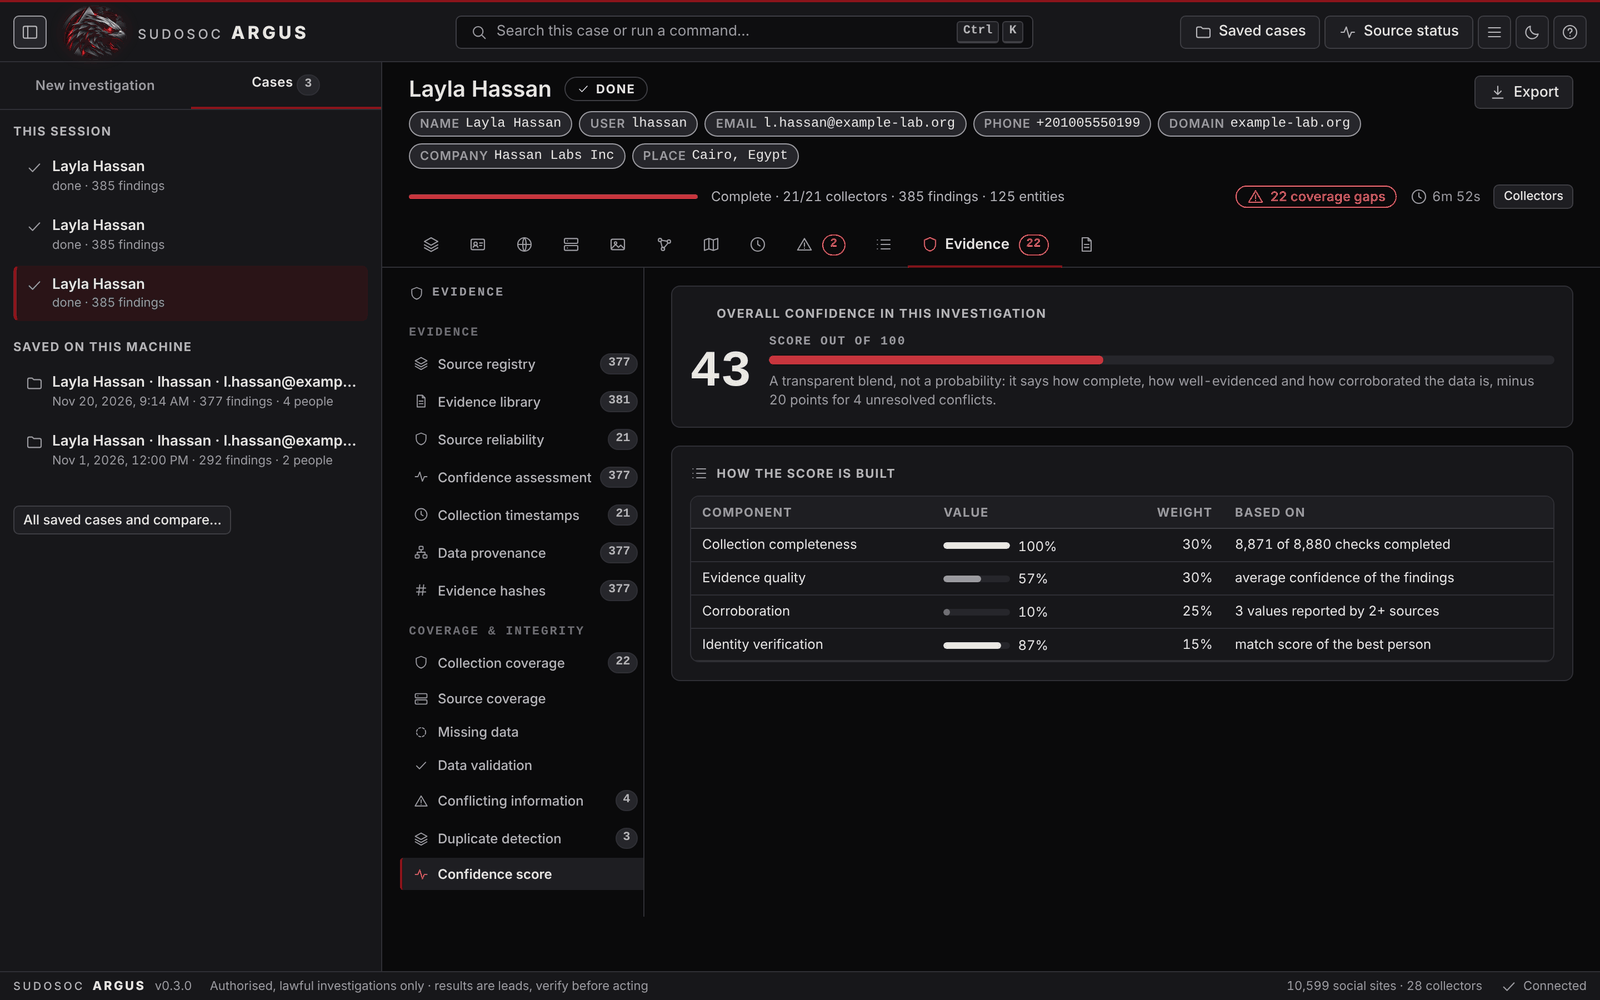 SUDOSOC ARGUS
Search this case or run a command...
Ctrl K
Saved cases
Source status
New investigation
Cases 3
THIS SESSION
Layla Hassan
done · 385 findings
Layla Hassan
done · 385 findings
Layla Hassan
done · 385 findings
SAVED ON THIS MACHINE
Layla Hassan · lhassan · l.hassan@examp...
Nov 20, 2026, 9:14 AM · 377 findings · 4 people
Layla Hassan · lhassan · l.hassan@examp...
Nov 1, 2026, 12:00 PM · 292 findings · 2 people
All saved cases and compare...
Layla Hassan
DONE
Export
NAME Layla Hassan
USER lhassan
EMAIL l.hassan@example-lab.org
PHONE +201005550199
DOMAIN example-lab.org
COMPANY Hassan Labs Inc
PLACE Cairo, Egypt
Complete · 21/21 collectors · 385 findings · 125 entities
22 coverage gaps
6m 52s
Collectors
2
Evidence 22
EVIDENCE
EVIDENCE
Source registry 377
Evidence library 381
Source reliability 21
Confidence assessment 377
Collection timestamps 21
Data provenance 377
Evidence hashes 377
COVERAGE & INTEGRITY
Collection coverage 22
Source coverage
Missing data
Data validation
Conflicting information 4
Duplicate detection 3
Confidence score
OVERALL CONFIDENCE IN THIS INVESTIGATION
43
SCORE OUT OF 100
A transparent blend, not a probability: it says how complete, how well-evidenced and how corroborated the data is, minus
20 points for 4 unresolved conflicts.
HOW THE SCORE IS BUILT
COMPONENT VALUE WEIGHT BASED ON
Collection completeness 100% 30% 8,871 of 8,880 checks completed
Evidence quality 57% 30% average confidence of the findings
Corroboration 10% 25% 3 values reported by 2+ sources
Identity verification 87% 15% match score of the best person
SUDOSOC ARGUS v0.3.0 Authorised, lawful investigations only · results are leads, verify before acting
10,599 social sites · 28 collectors
Connected